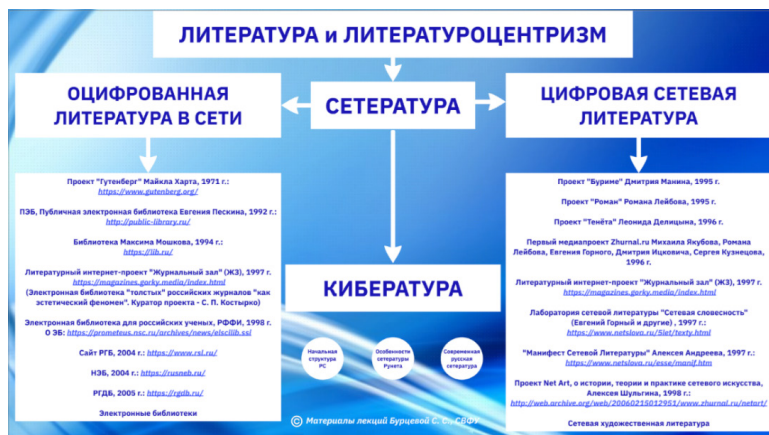 ЛИТЕРАТУРА и ЛИТЕРАТУРОЦЕНТРИЗМ
ОЦИФРОВАННАЯ
ЛИТЕРАТУРА В СЕТИ
СЕТЕРАТУРА
ЦИФРОВАЯ СЕТЕВАЯ
ЛИТЕРАТУРА
Проект "Гутенберг" Майкла Харта, 1971 г.:
https://www.gutenberg.org/
ПЭБ, Публичная электронная библиотека Евгения Пескина, 1992 г.:
http://public-library.ru/
Библиотека Максима Мошкова, 1994 г.:
https://lib.ru/
Литературный интернет-проект "Журнальный зал" (ЖЗ), 1997 г.
https://magazines.gorky.media/index.html
(Электронная библиотека "толстых" российских журналов "как
эстетический феномен". Куратор проекта - С. П. Костырко)
Электронная библиотека для российских ученых, РФФИ, 1998 г.
О ЭБ: https://prometeus.nsc.ru/archives/news/eiscilib.ssi
Сайт РГБ, 2004 г.: https://www.rsl.ru/
НЭБ, 2004 г.: https://rusneb.ru/
РГДБ, 2005 г.: https://rgdb.ru/
Электронные библиотеки
КИБЕРАТУРА
Начальная
структура
РС
Особенности
сетературы
Рунета
Современная
русская
сетература
© Материалы лекций Бурцевой С. С., СВФУ
Проект "Буриме" Дмитрия Манина, 1995 г.
Проект "Роман" Романа Лейбова, 1995 г.
Проект "Тенёта" Леонида Делицына, 1996 г.
Первый медиапроект Zhurnal.ru Михаила Якубова, Романа
Лейбова, Евгения Горного, Дмитрия Ицковича, Сергея Кузнецова,
1996 г.
Литературный интернет-проект "Журнальный зал" (ЖЗ), 1997 г.
https://magazines.gorky.media/index.html
Лаборатория сетевой литературы "Сетевая словесность"
(Евгений Горный и другие) , 1997 г.:
https://www.netslova.ru/slet/texty.html
"Манифест Сетевой Литературы" Алексея Андреева, 1997 г.:
https://www.netslova.ru/esse/manif.htm
Проект Net Art, о истории, теории и практике сетевого искусства,
Алексея Шульгина, 1998 г.:
http://web.archive.org/web/20060215012951/www.zhurnal.ru/netart/
Сетевая художественная литература